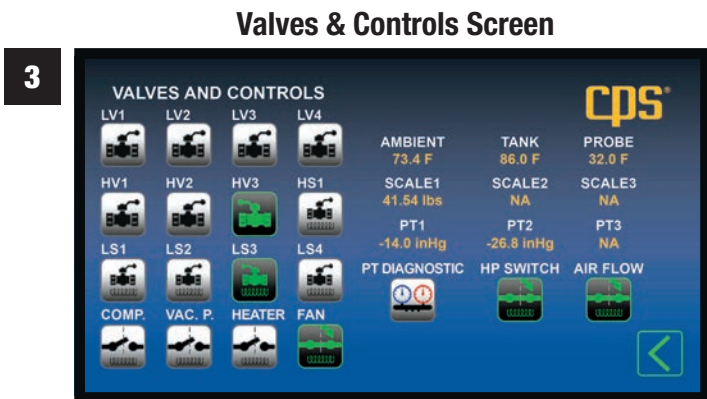 Valves & Controls Screen
3
VALVES AND CONTROLS
cps®
LV1 LV2 LV3 LV4
AMBIENT TANK PROBE
73.4 F 86.0 F 32.0 F
HV1 HV2 HV3 HS1
SCALE1 SCALE2 SCALE3
41.54 lbs NA NA
PT1 PT2 PT3
-14.0 inHg -26.8 inHg NA
LS1 LS2 LS3 LS4
PT DIAGNOSTIC HP SWITCH AIR FLOW
COMP. VAC. P. HEATER FAN